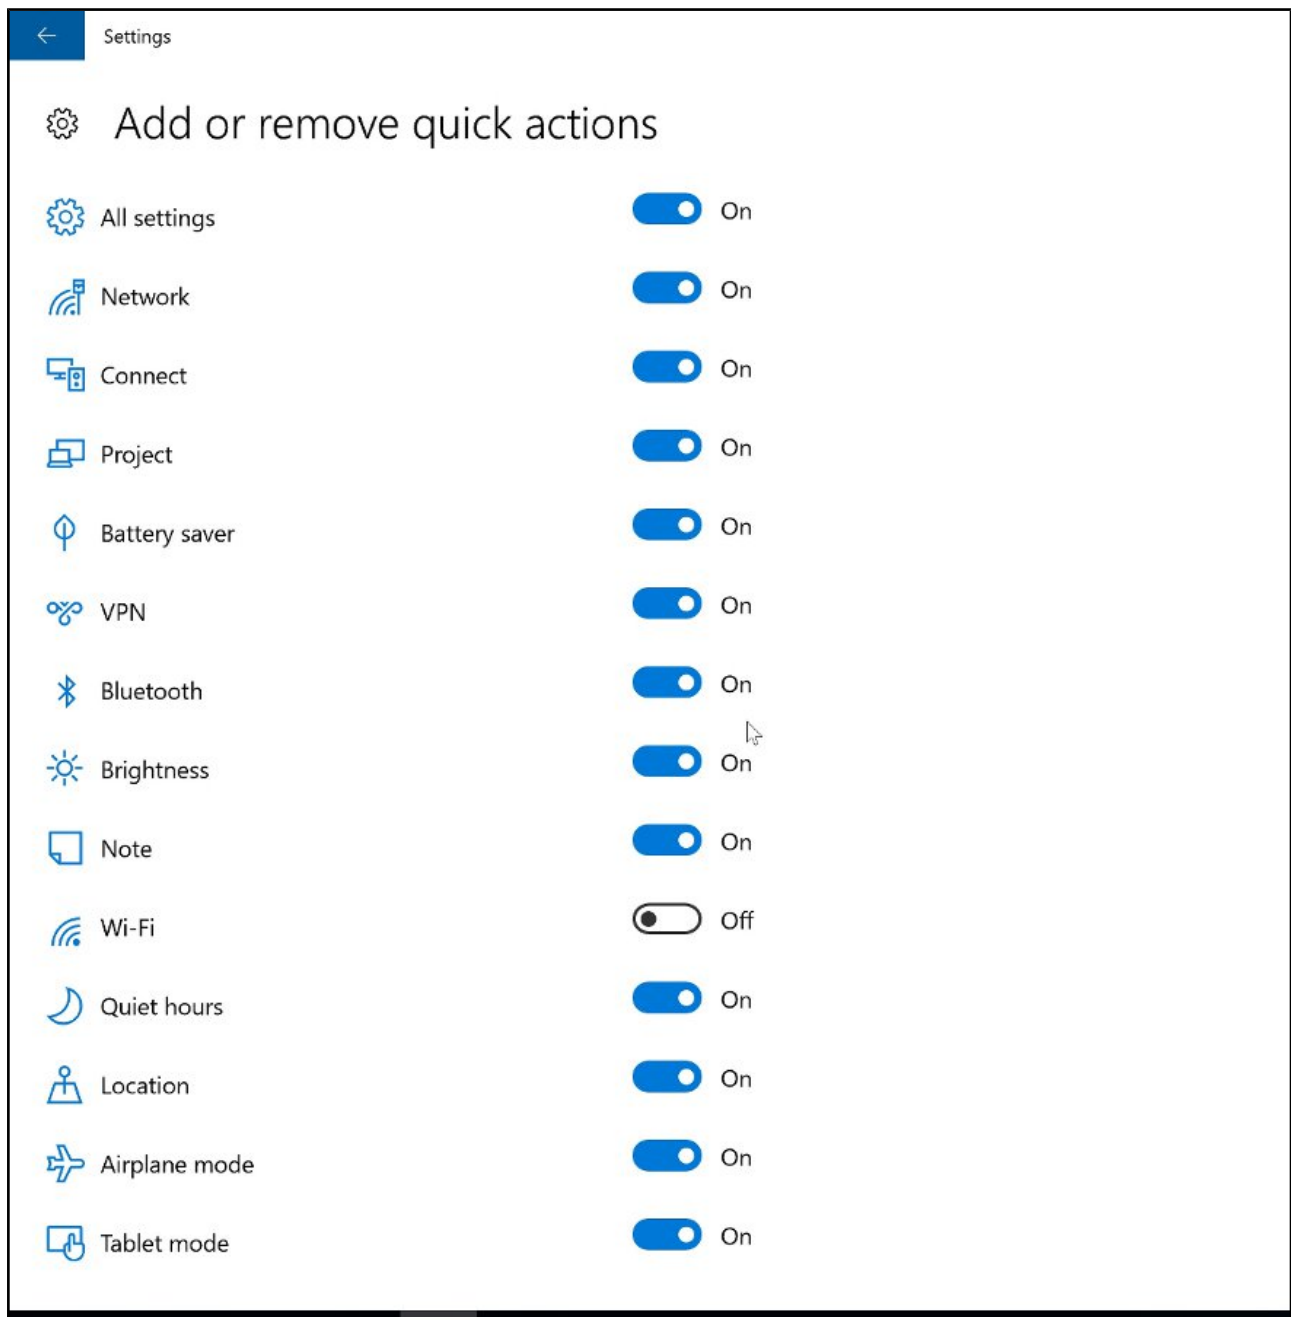 Settings
Add or remove quick actions
All settings On
Network On
Connect On
Project On
Battery saver On
VPN On
Bluetooth On
Brightness On
Note On
Wi-Fi Off
Quiet hours On
Location On
Airplane mode On
Tablet mode On